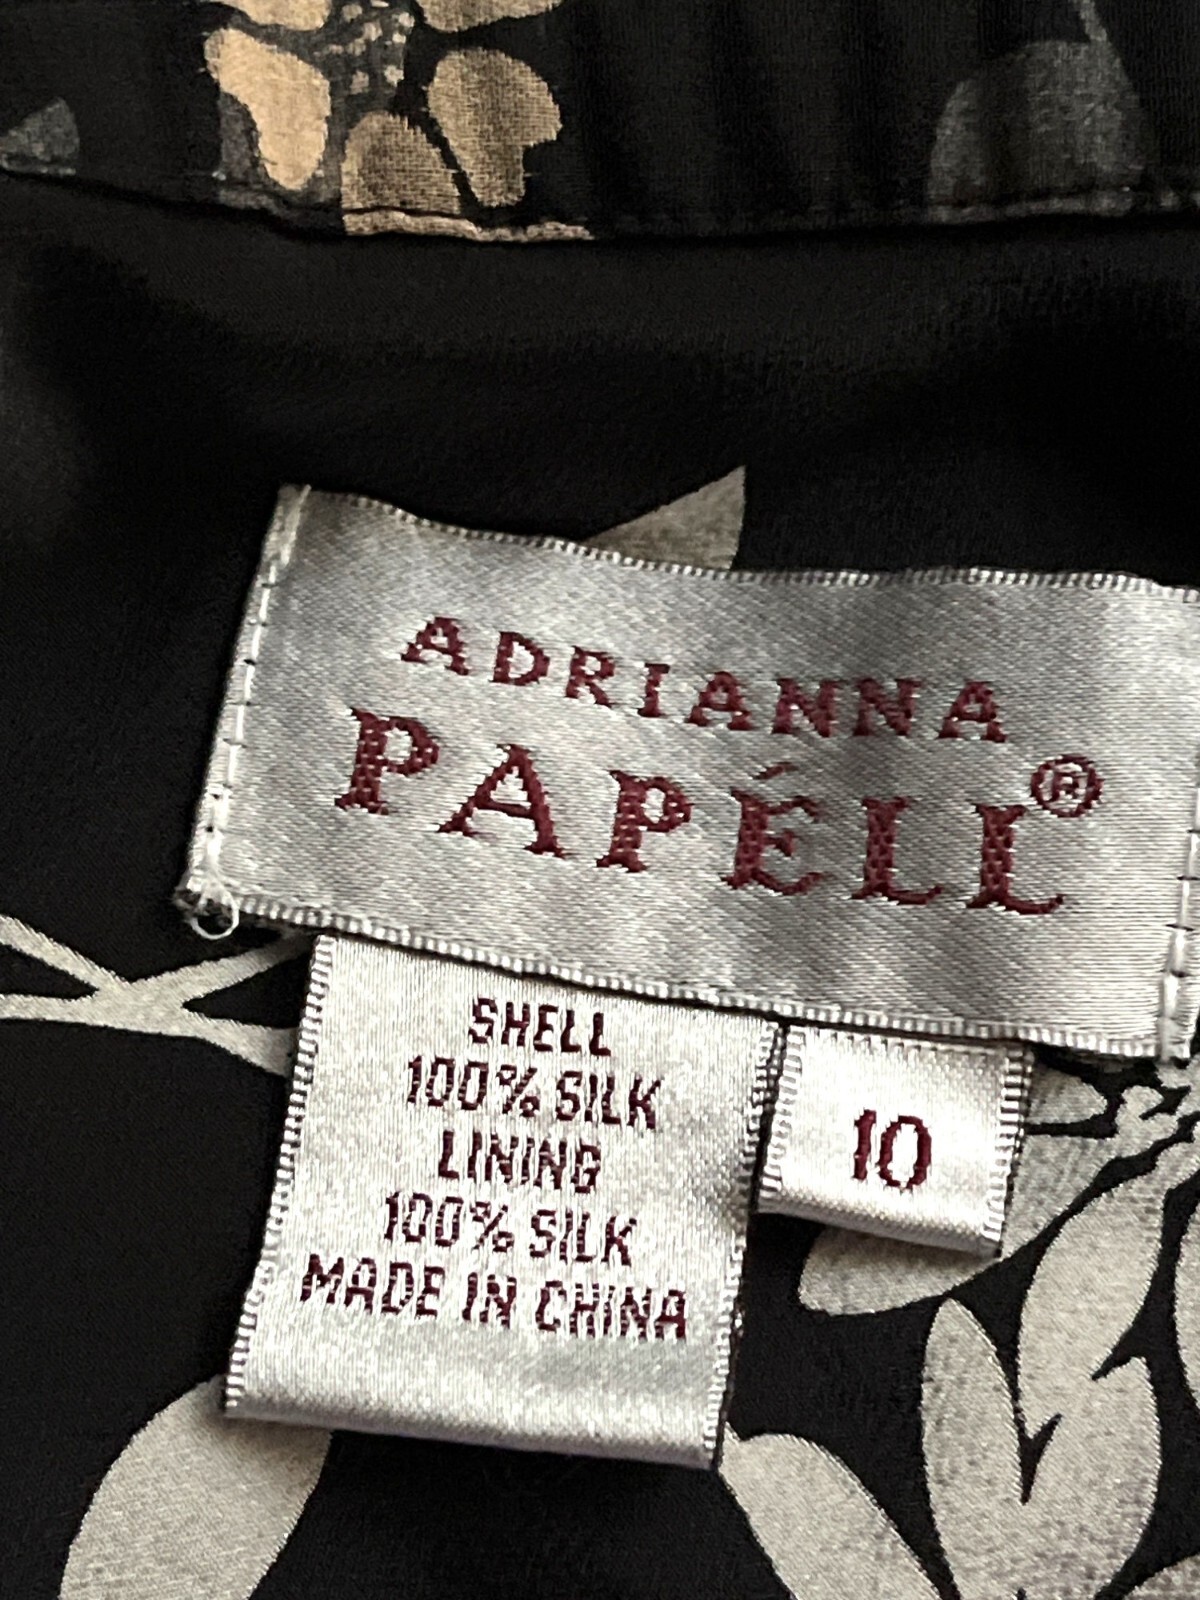 ADRIANNA
PAPÉLL®
SHELL
100% SILK
LINING
100% SILK
MADE IN CHINA
10